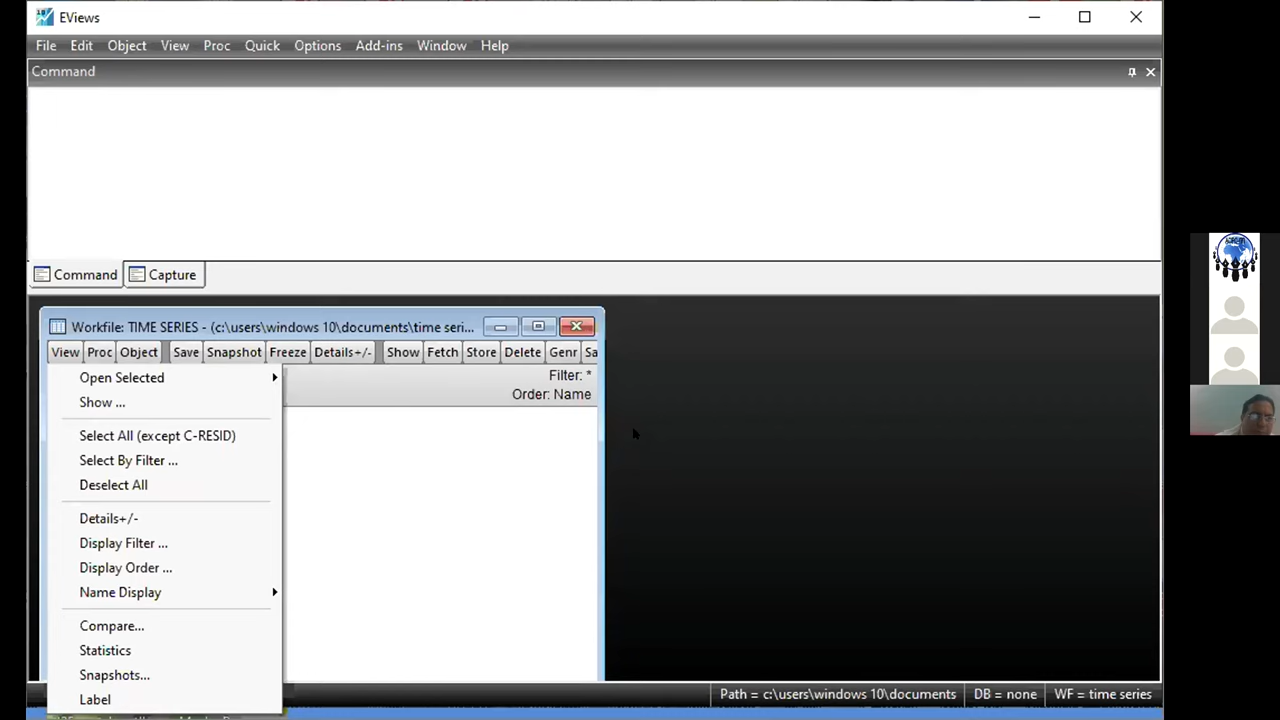 EViews
File Edit Object View Proc Quick Options Add-ins Window Help
Command
Command Capture
Workfile: TIME SERIES - (c:\users\windows 10\documents\time seri...
View Proc Object Save Snapshot Freeze Details+/- Show Fetch Store Delete Genr Sa
Filter: *
Order: Name
Open Selected
Show ...
Select All (except C-RESID)
Select By Filter ...
Deselect All
Details+/-
Display Filter ...
Display Order ...
Name Display
Compare...
Statistics
Snapshots...
Label
Path = c:\users\windows 10\documents DB = none WF = time series